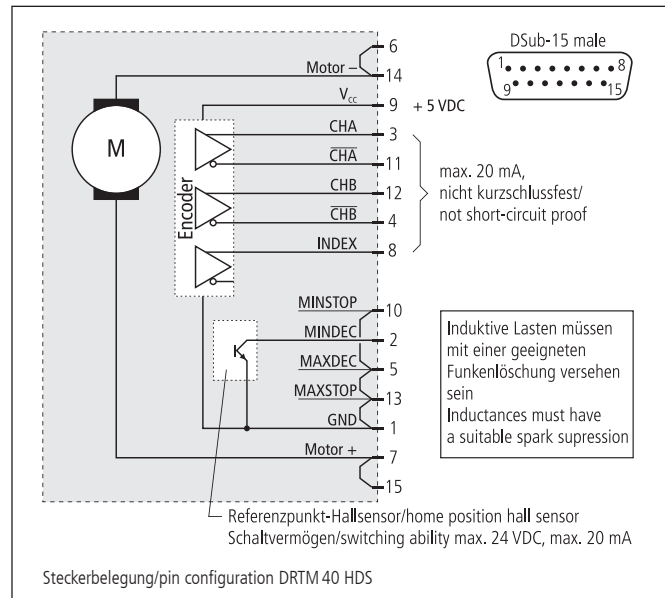 6
DSub-15 male
Motor –
14
1
8
9
15
Vcc
9
+ 5 VDC
CHA
3
M
CHA
11
max. 20 mA,
CHB
12
nicht kurzschlussfest/
Encoder
CHB
4
not short-circuit proof
INDEX
8
MINSTOP
10
MINDEC
2
Induktive Lasten müssen
mit einer geeigneten
MAXDEC
5
Funkenlöschung versehen
MAXSTOP
13
sein
GND
1
Inductances must have
a suitable spark supression
Motor +
7
15
Referenzpunkt-Hallsensor/home position hall sensor
Schaltvermögen/switching ability max. 24 VDC, max. 20 mA
Steckerbelegung/pin configuration DRTM 40 HDS